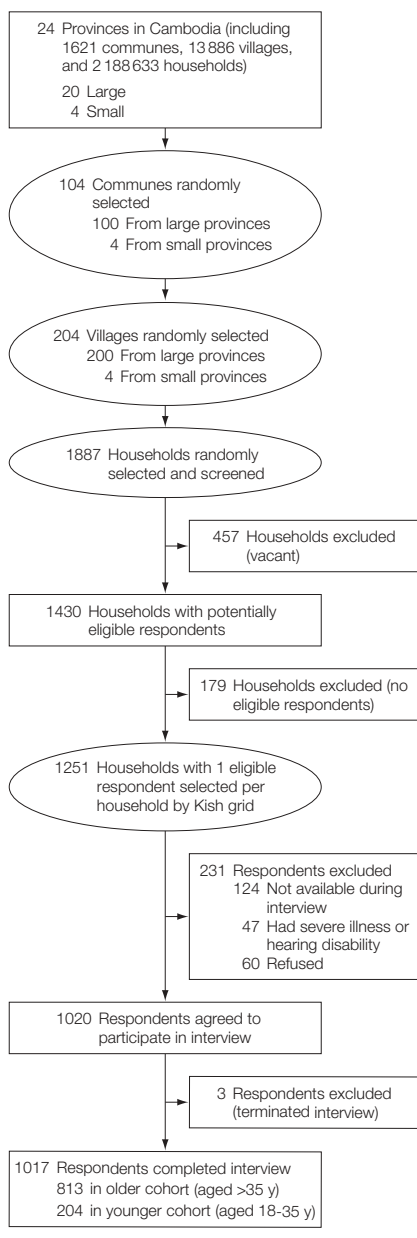 24 Provinces in Cambodia (including
1621 communes, 13 886 villages,
and 2 188 633 households)
20 Large
4 Small
104 Communes randomly
selected
100 From large provinces
4 From small provinces
204 Villages randomly selected
200 From large provinces
4 From small provinces
1887 Households randomly
selected and screened
457 Households excluded
(vacant)
1430 Households with potentially
eligible respondents
179 Households excluded (no
eligible respondents)
1251 Households with 1 eligible
respondent selected per
household by Kish grid
231 Respondents excluded
124 Not available during
interview
47 Had severe illness or
hearing disability
60 Refused
1020 Respondents agreed to
participate in interview
3 Respondents excluded
(terminated interview)
1017 Respondents completed interview
813 in older cohort (aged >35 y)
204 in younger cohort (aged 18-35 y)